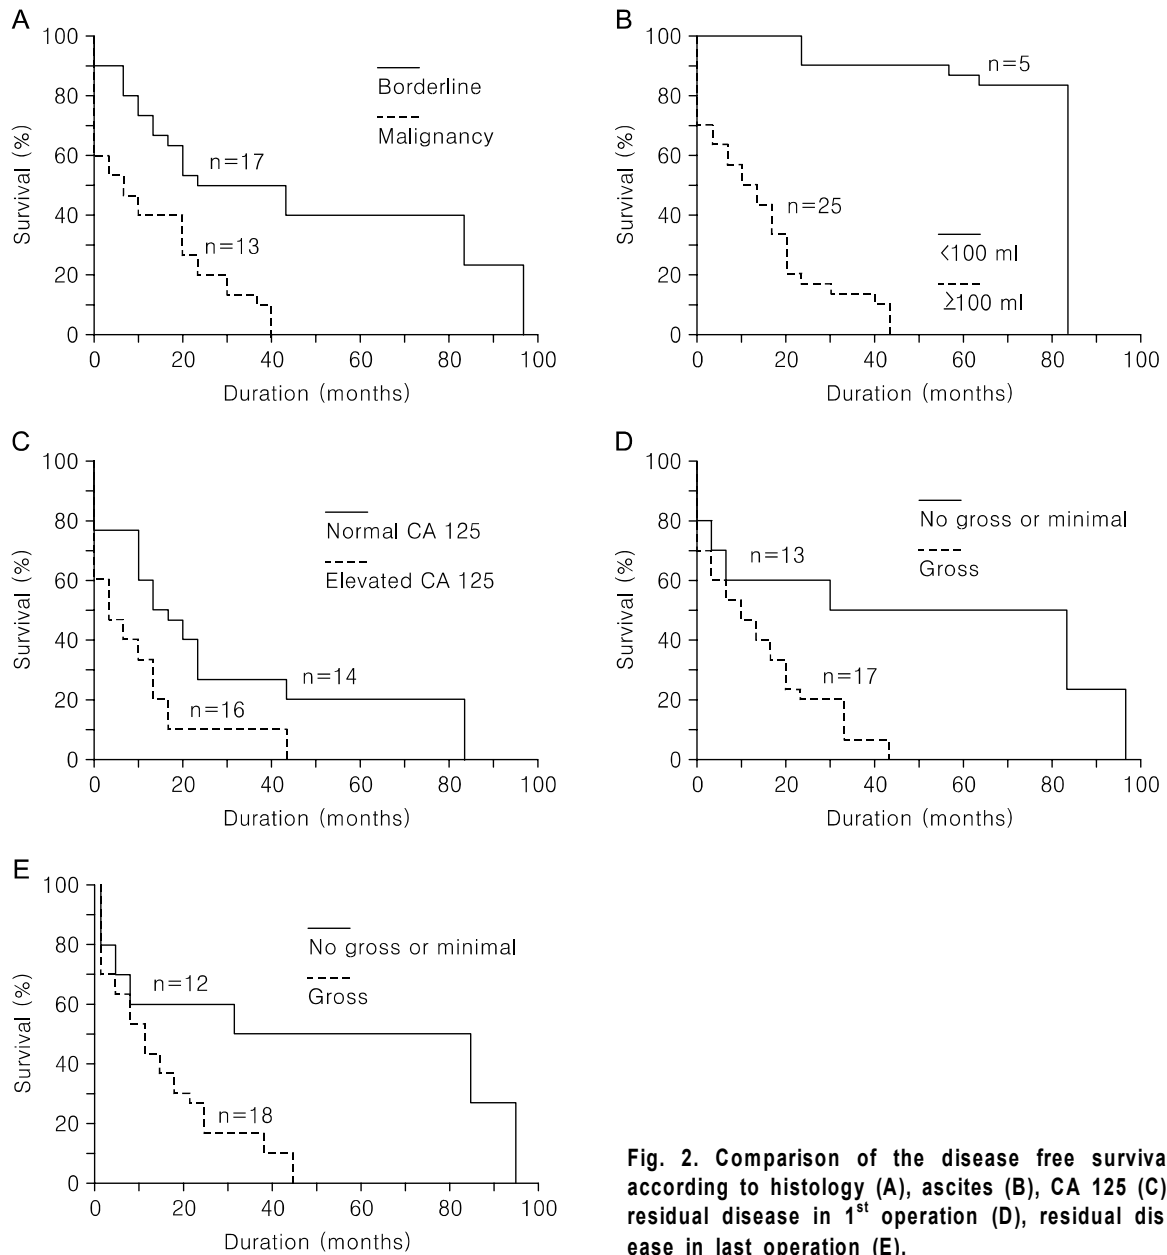 A
100
80
60
40
20
0
Survival (%)
Borderline
Malignancy
n=17
n=13
0 20 40 60 80 100
Duration (months)
B
100
80
60
40
20
0
Survival (%)
n=5
n=25
<100 ml
≥100 ml
0 20 40 60 80 100
Duration (months)
C
100
80
60
40
20
0
Survival (%)
Normal CA 125
Elevated CA 125
n=14
n=16
0 20 40 60 80 100
Duration (months)
D
100
80
60
40
20
0
Survival (%)
No gross or minimal
Gross
n=13
n=17
0 20 40 60 80 100
Duration (months)
E
100
80
60
40
20
0
Survival (%)
No gross or minimal
Gross
n=12
n=18
0 20 40 60 80 100
Duration (months)
Fig. 2. Comparison of the disease free surviva
according to histology (A), ascites (B), CA 125 (C)
residual disease in 1st operation (D), residual dis
ease in last operation (E).